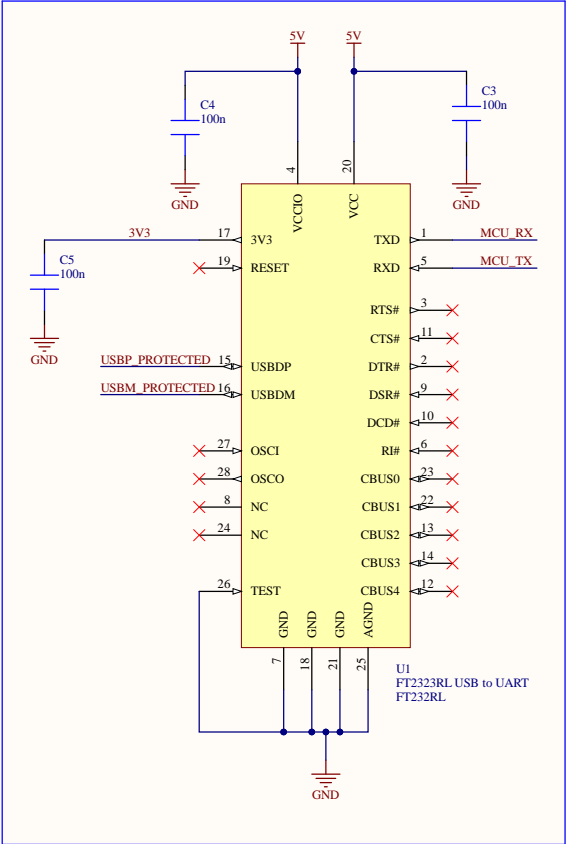 5V
5V
C4
100n
C3
100n
4
20
GND
GND
VCCIO
VCC
3V3
17
3V3
TXD
1
MCU_RX
C5
100n
19
RESET
RXD
5
MCU_TX
GND
RTS#
3
CTS#
11
USBP_PROTECTED
15
USBDP
DTR#
2
USBM_PROTECTED
16
USBDM
DSR#
9
DCD#
10
27
OSCI
RI#
6
28
OSCO
CBUS0
23
8
NC
CBUS1
22
24
NC
CBUS2
13
CBUS3
14
26
TEST
CBUS4
12
GND
GND
GND
AGND
7
18
21
25
U1
FT2323RL USB to UART
FT232RL
GND